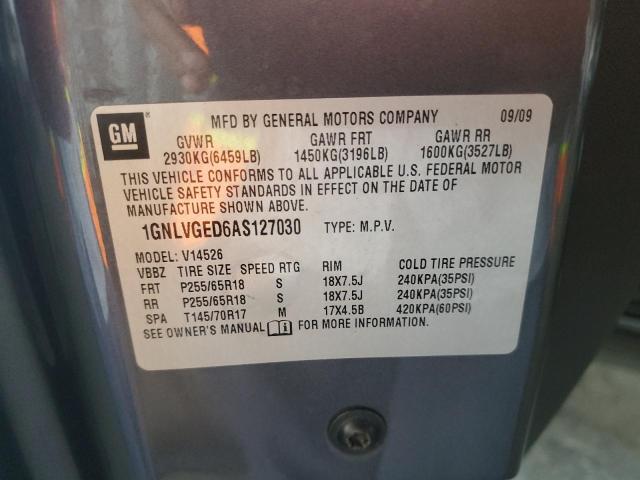 GM ® MFD BY GENERAL MOTORS COMPANY 09/09
GVWR GAWR FRT GAWR RR
2930KG(6459LB) 1450KG(3196LB) 1600KG(3527LB)
THIS VEHICLE CONFORMS TO ALL APPLICABLE U.S. FEDERAL MOTOR
VEHICLE SAFETY STANDARDS IN EFFECT ON THE DATE OF
MANUFACTURE SHOWN ABOVE.
1GNLVGED6AS127030 TYPE: M.P.V.
MODEL: V14526
VBBZ TIRE SIZE SPEED RTG RIM COLD TIRE PRESSURE
FRT P255/65R18 S 18X7.5J 240KPA(35PSI)
RR P255/65R18 S 18X7.5J 240KPA(35PSI)
SPA T145/70R17 M 17X4.5B 420KPA(60PSI)
SEE OWNER'S MANUAL i FOR MORE INFORMATION.